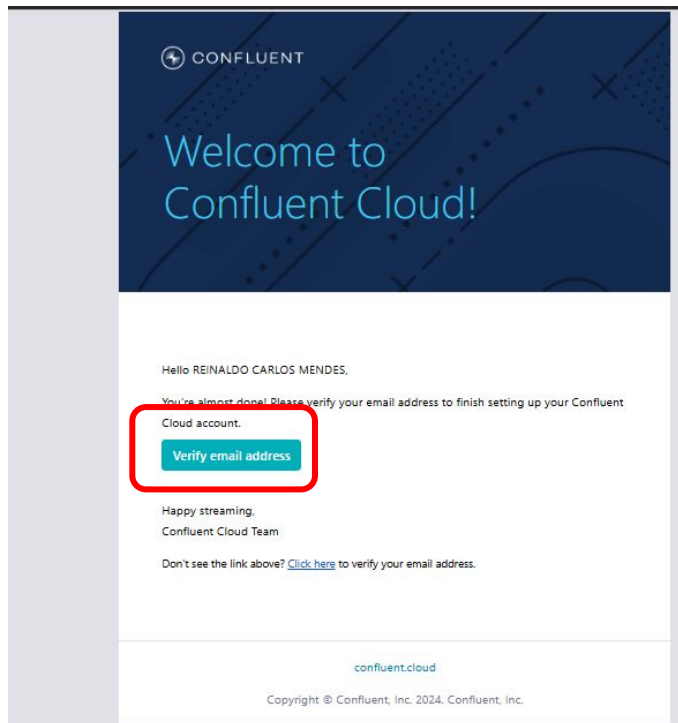 CONFLUENT
Welcome to
Confluent Cloud!
Hello REINALDO CARLOS MENDES,
You're almost done! Please verify your email address to finish setting up your Confluent
Cloud account.
Verify email address
Happy streaming,
Confluent Cloud Team
Don't see the link above? Click here to verify your email address.
confluent.cloud
Copyright © Confluent, Inc. 2024. Confluent, Inc.